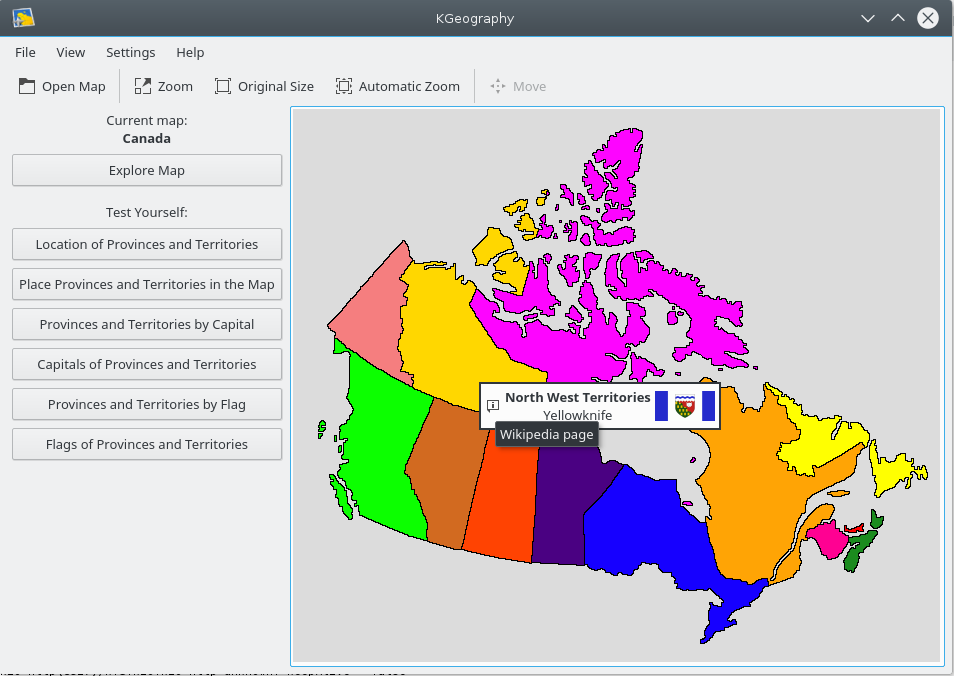 KGeography
File View Settings Help
Open Map Zoom Original Size Automatic Zoom Move
Current map:
Canada
Explore Map
Test Yourself:
Location of Provinces and Territories
Place Provinces and Territories in the Map
Provinces and Territories by Capital
Capitals of Provinces and Territories
Provinces and Territories by Flag
Flags of Provinces and Territories
North West Territories
Yellowknife
Wikipedia page